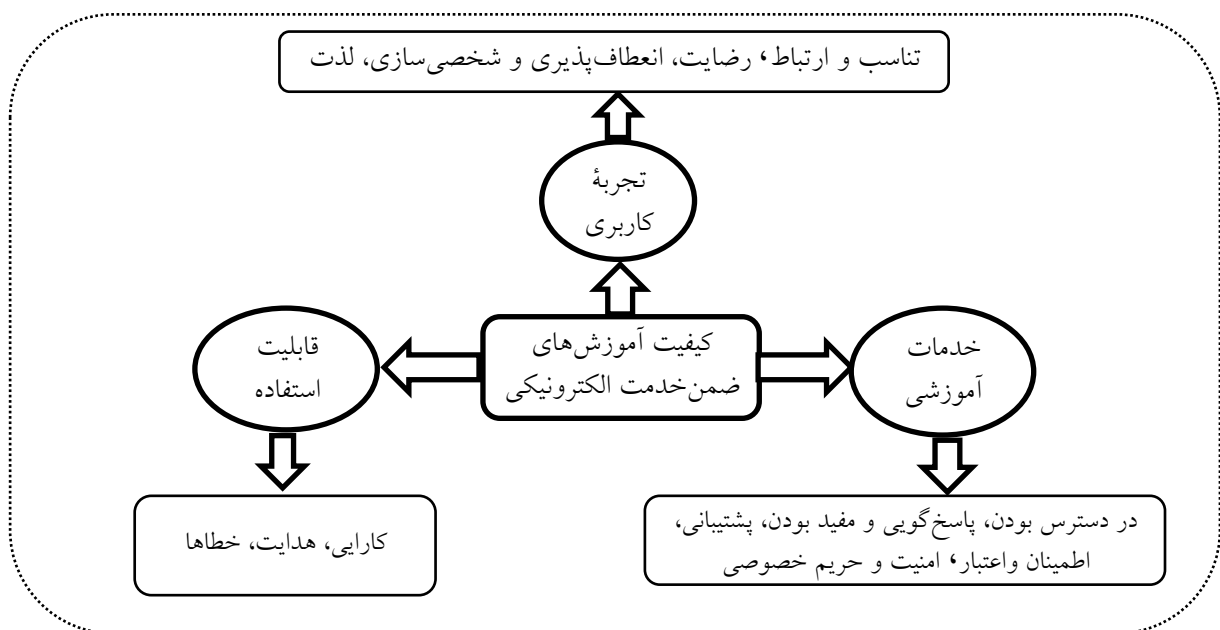 تناسب و ارتباط، رضایت، انعطاف‌پذیری و شخصی‌سازی، لذت
تجربۀ
کاربری
کیفیت آموزش‌های
ضمن‌خدمت الکترونیکی
خدمات
آموزشی
قابلیت
استفاده
در دسترس بودن، پاسخ‌گویی و مفید بودن، پشتیبانی،
اطمینان واعتبار، امنیت و حریم خصوصی
کارایی، هدایت، خطاها